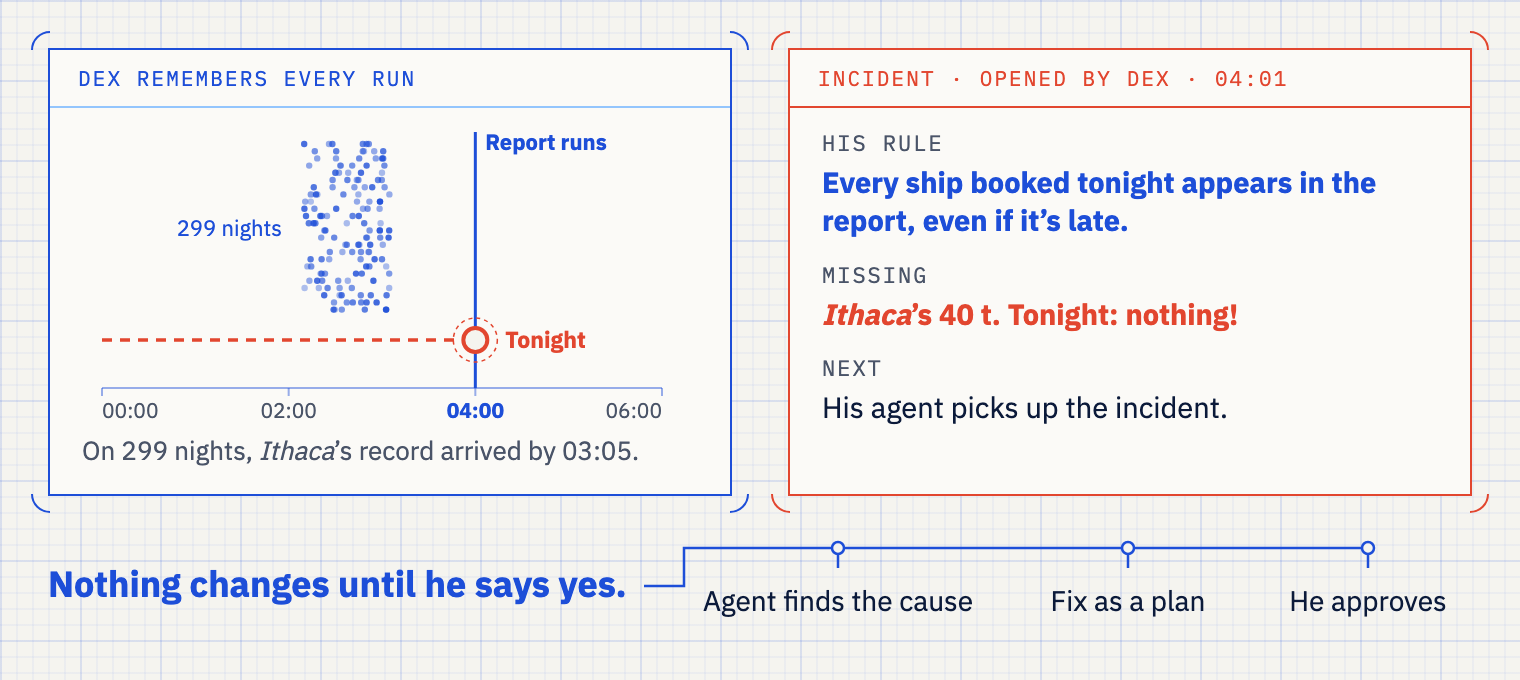 DEX REMEMBERS EVERY RUN
Report runs
299 nights
Tonight
00:00
02:00
04:00
06:00
On 299 nights, Ithaca’s record arrived by 03:05.
INCIDENT · OPENED BY DEX · 04:01
HIS RULE
Every ship booked tonight appears in the
report, even if it’s late.
MISSING
Ithaca’s 40 t. Tonight: nothing!
NEXT
His agent picks up the incident.
Nothing changes until he says yes.
Agent finds the cause
Fix as a plan
He approves